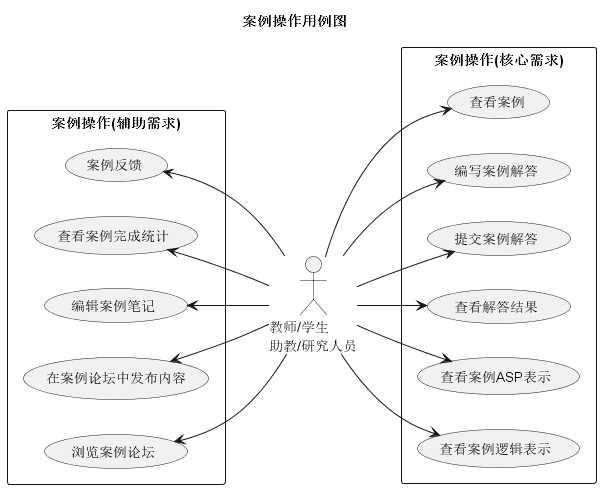 案例操作用例图
案例操作(辅助需求)
案例反馈
查看案例完成统计
编辑案例笔记
在案例论坛中发布内容
浏览案例论坛
教师/学生
助教/研究人员
案例操作(核心需求)
查看案例
编写案例解答
提交案例解答
查看解答结果
查看案例ASP表示
查看案例逻辑表示